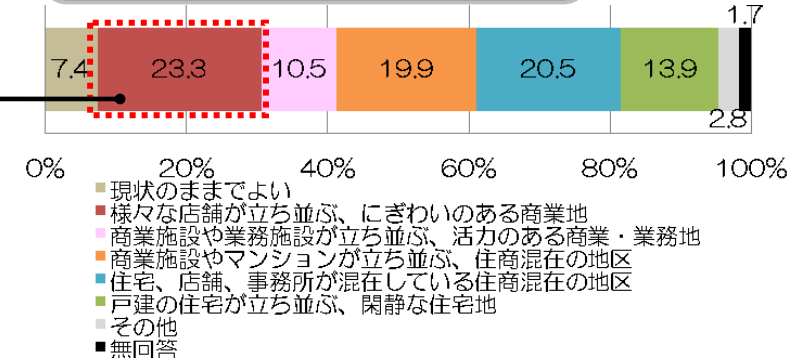 1.7
7.4 23.3 10.5 19.9 20.5 13.9
2.8
0% 20% 40% 60% 80% 100%
現状のままでよい
様々な店舗が立ち並ぶ、にぎわいのある商業地
商業施設や業務施設が立ち並ぶ、活力のある商業・業務地
商業施設やマンションが立ち並ぶ、住商混在の地区
住宅、店舗、事務所が混在している住商混在の地区
戸建の住宅が立ち並ぶ、閑静な住宅地
その他
無回答